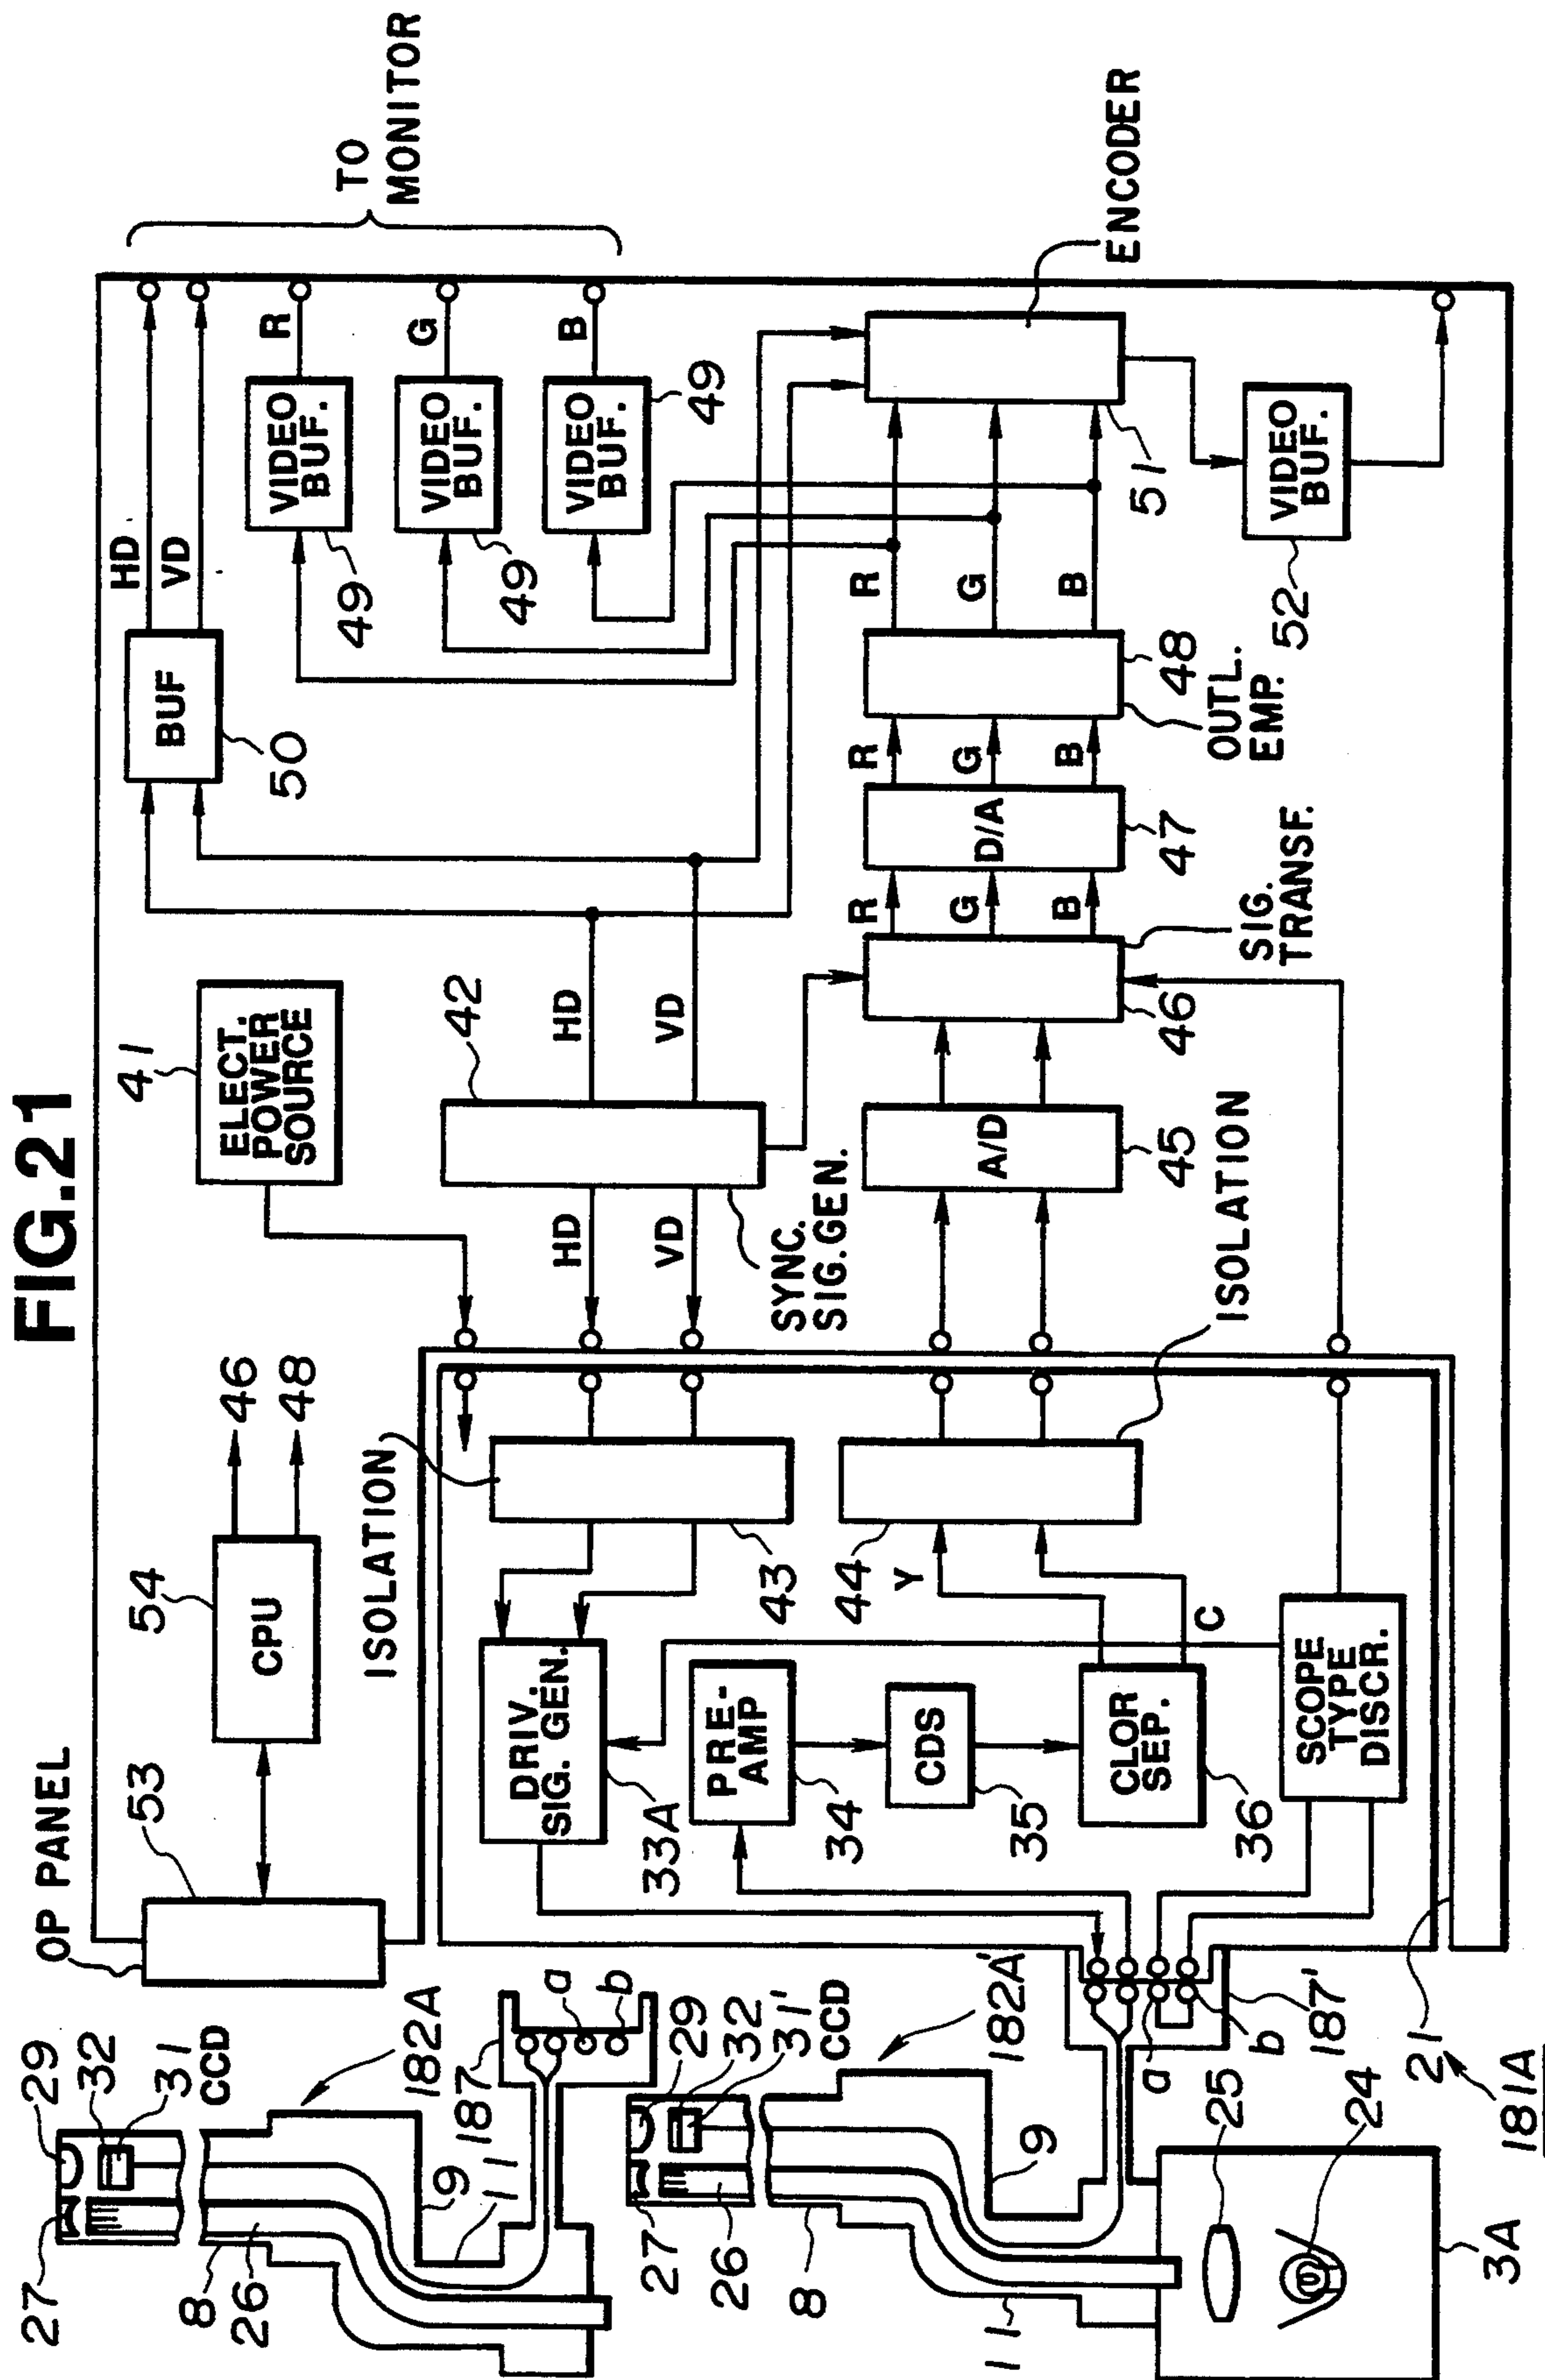 FIG.21
OP PANEL
53
54
CPU
46
48
41
ELECT.
POWER
SOURCE
BUF
50
HD
VD
TO
MONITOR
VIDEO
BUF.
49
R
VIDEO
BUF.
49
G
VIDEO
BUF.
49
B
42
HD
VD
HD
VD
SYNC.
SIG.GEN.
ISOLATION
43
DRIV.
SIG. GEN.
33A
PRE-
AMP
34
CDS
35
CLOR
SEP.
36
Y
C
44
ISOLATION
SCOPE
TYPE
DISCR.
A/D
45
46
SIG.
TRANSF.
R
G
B
D/A
47
R
G
B
48
OUTL.
EMP.
R
G
B
51
ENCODER
VIDEO
BUF.
52
27
29
32
31
CCD
8
26
182A
9
11
187
a
b
27
29
32
31'
CCD
26
8
182A'
9
11
a
b
187'
21
181A
25
24
3A